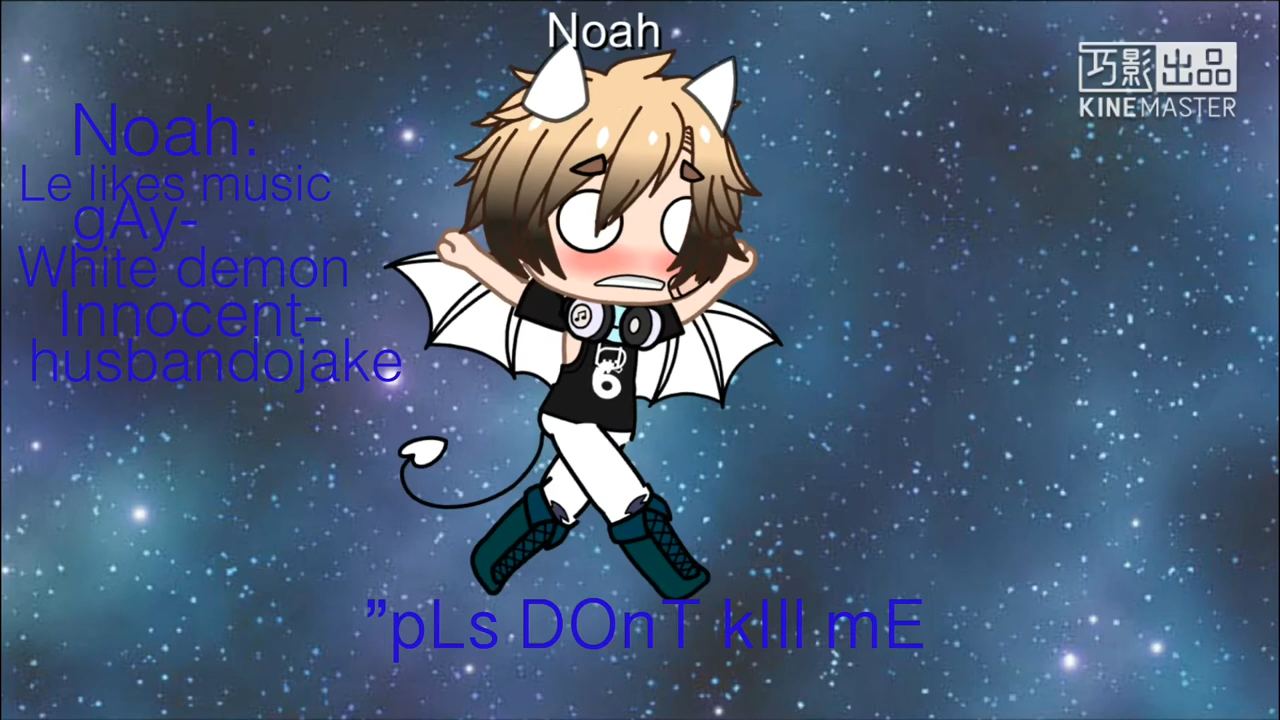 Noah
巧影出品
KINEMASTER
Noah:
Le likes music
gAy-
White demon
Innocent-
husbandojake
6
”pLs DOnT kIll mE